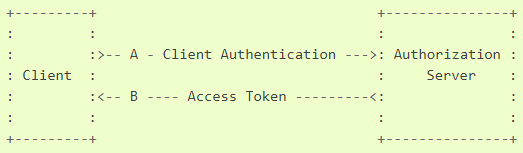 +---------+                                  +---------------+
:         :                                  :               :
:         :>-- A - Client Authentication --->: Authorization :
: Client  :                                  :     Server    :
:         :<-- B ---- Access Token ---------<:               :
:         :                                  :               :
+---------+                                  +---------------+